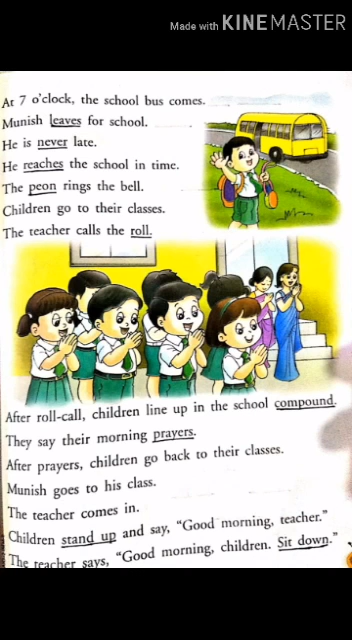 Made with KINEMASTER
At 7 o'clock, the school bus comes.
Munish leaves for school.
He is never late.
He reaches the school in time.
The peon rings the bell.
Children go to their classes.
The teacher calls the roll.
After roll-call, children line up in the school compound.
They say their morning prayers.
After prayers, children go back to their classes.
Munish goes to his class.
The teacher comes in.
Children stand up and say, "Good morning, teacher."
The teacher says, "Good morning, children. Sit down."